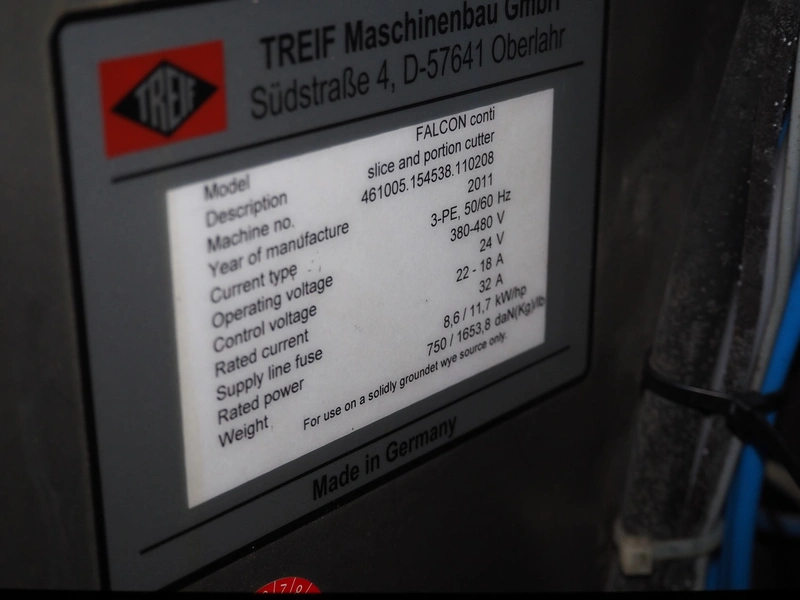 TREIF Maschinenbau GmbH
TREIF
Südstraße 4, D-57641 Oberlahr
Model FALCON conti
Description slice and portion cutter
Machine no. 461005.154538.110208
Year of manufacture 2011
Current type 3-PE, 50/60 Hz
Operating voltage 380-480 V
Control voltage 24 V
Rated current 22 - 18 A
Supply line fuse 32 A
Rated power 8,6 / 11,7 kW/hp
Weight 750 / 1653,8 daN(Kg)/lb
For use on a solidly groundet wye source only.
Made in Germany